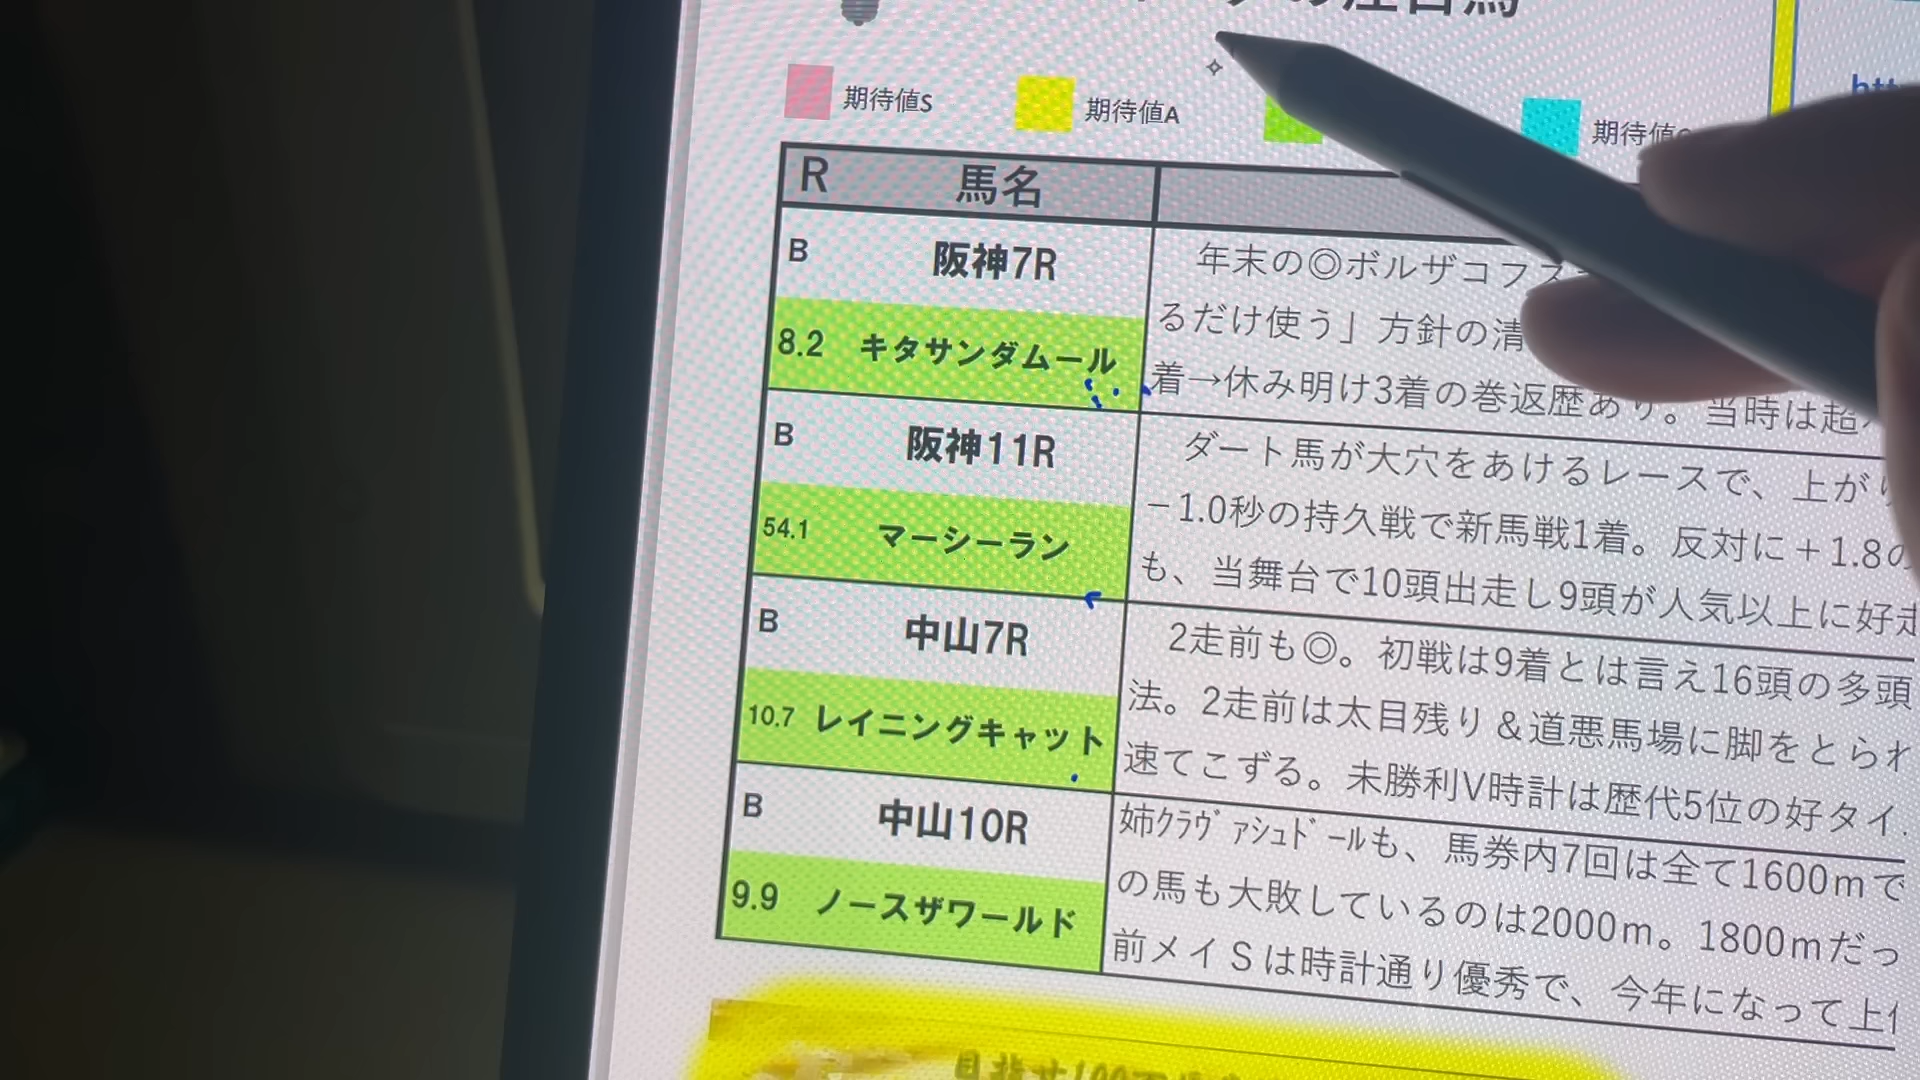 の注目馬
期待値S
期待値A
期待値
R 馬名
B 阪神7R
8.2 キタサンダムール
年末の◎ボルザコフス
るだけ使う」方針の清
着→休み明け3着の巻返歴あり。当時は超
B 阪神11R
54.1 マーシーラン
ダート馬が大穴をあけるレースで、上がり
－1.0秒の持久戦で新馬戦1着。反対に＋1.8の
も、当舞台で10頭出走し9頭が人気以上に好走
B 中山7R
10.7 レイニングキャット
2走前も◎。初戦は9着とは言え16頭の多頭
法。2走前は太目残り＆道悪馬場に脚をとられ
速てこずる。未勝利V時計は歴代5位の好タイ
B 中山10R
9.9 ノースザワールド
姉ｸﾗｳﾞｧｼｭﾄﾞｰﾙも、馬券内7回は全て1600ｍで
の馬も大敗しているのは2000ｍ。1800ｍだっ
前メイＳは時計通り優秀で、今年になって上
目指せ100万